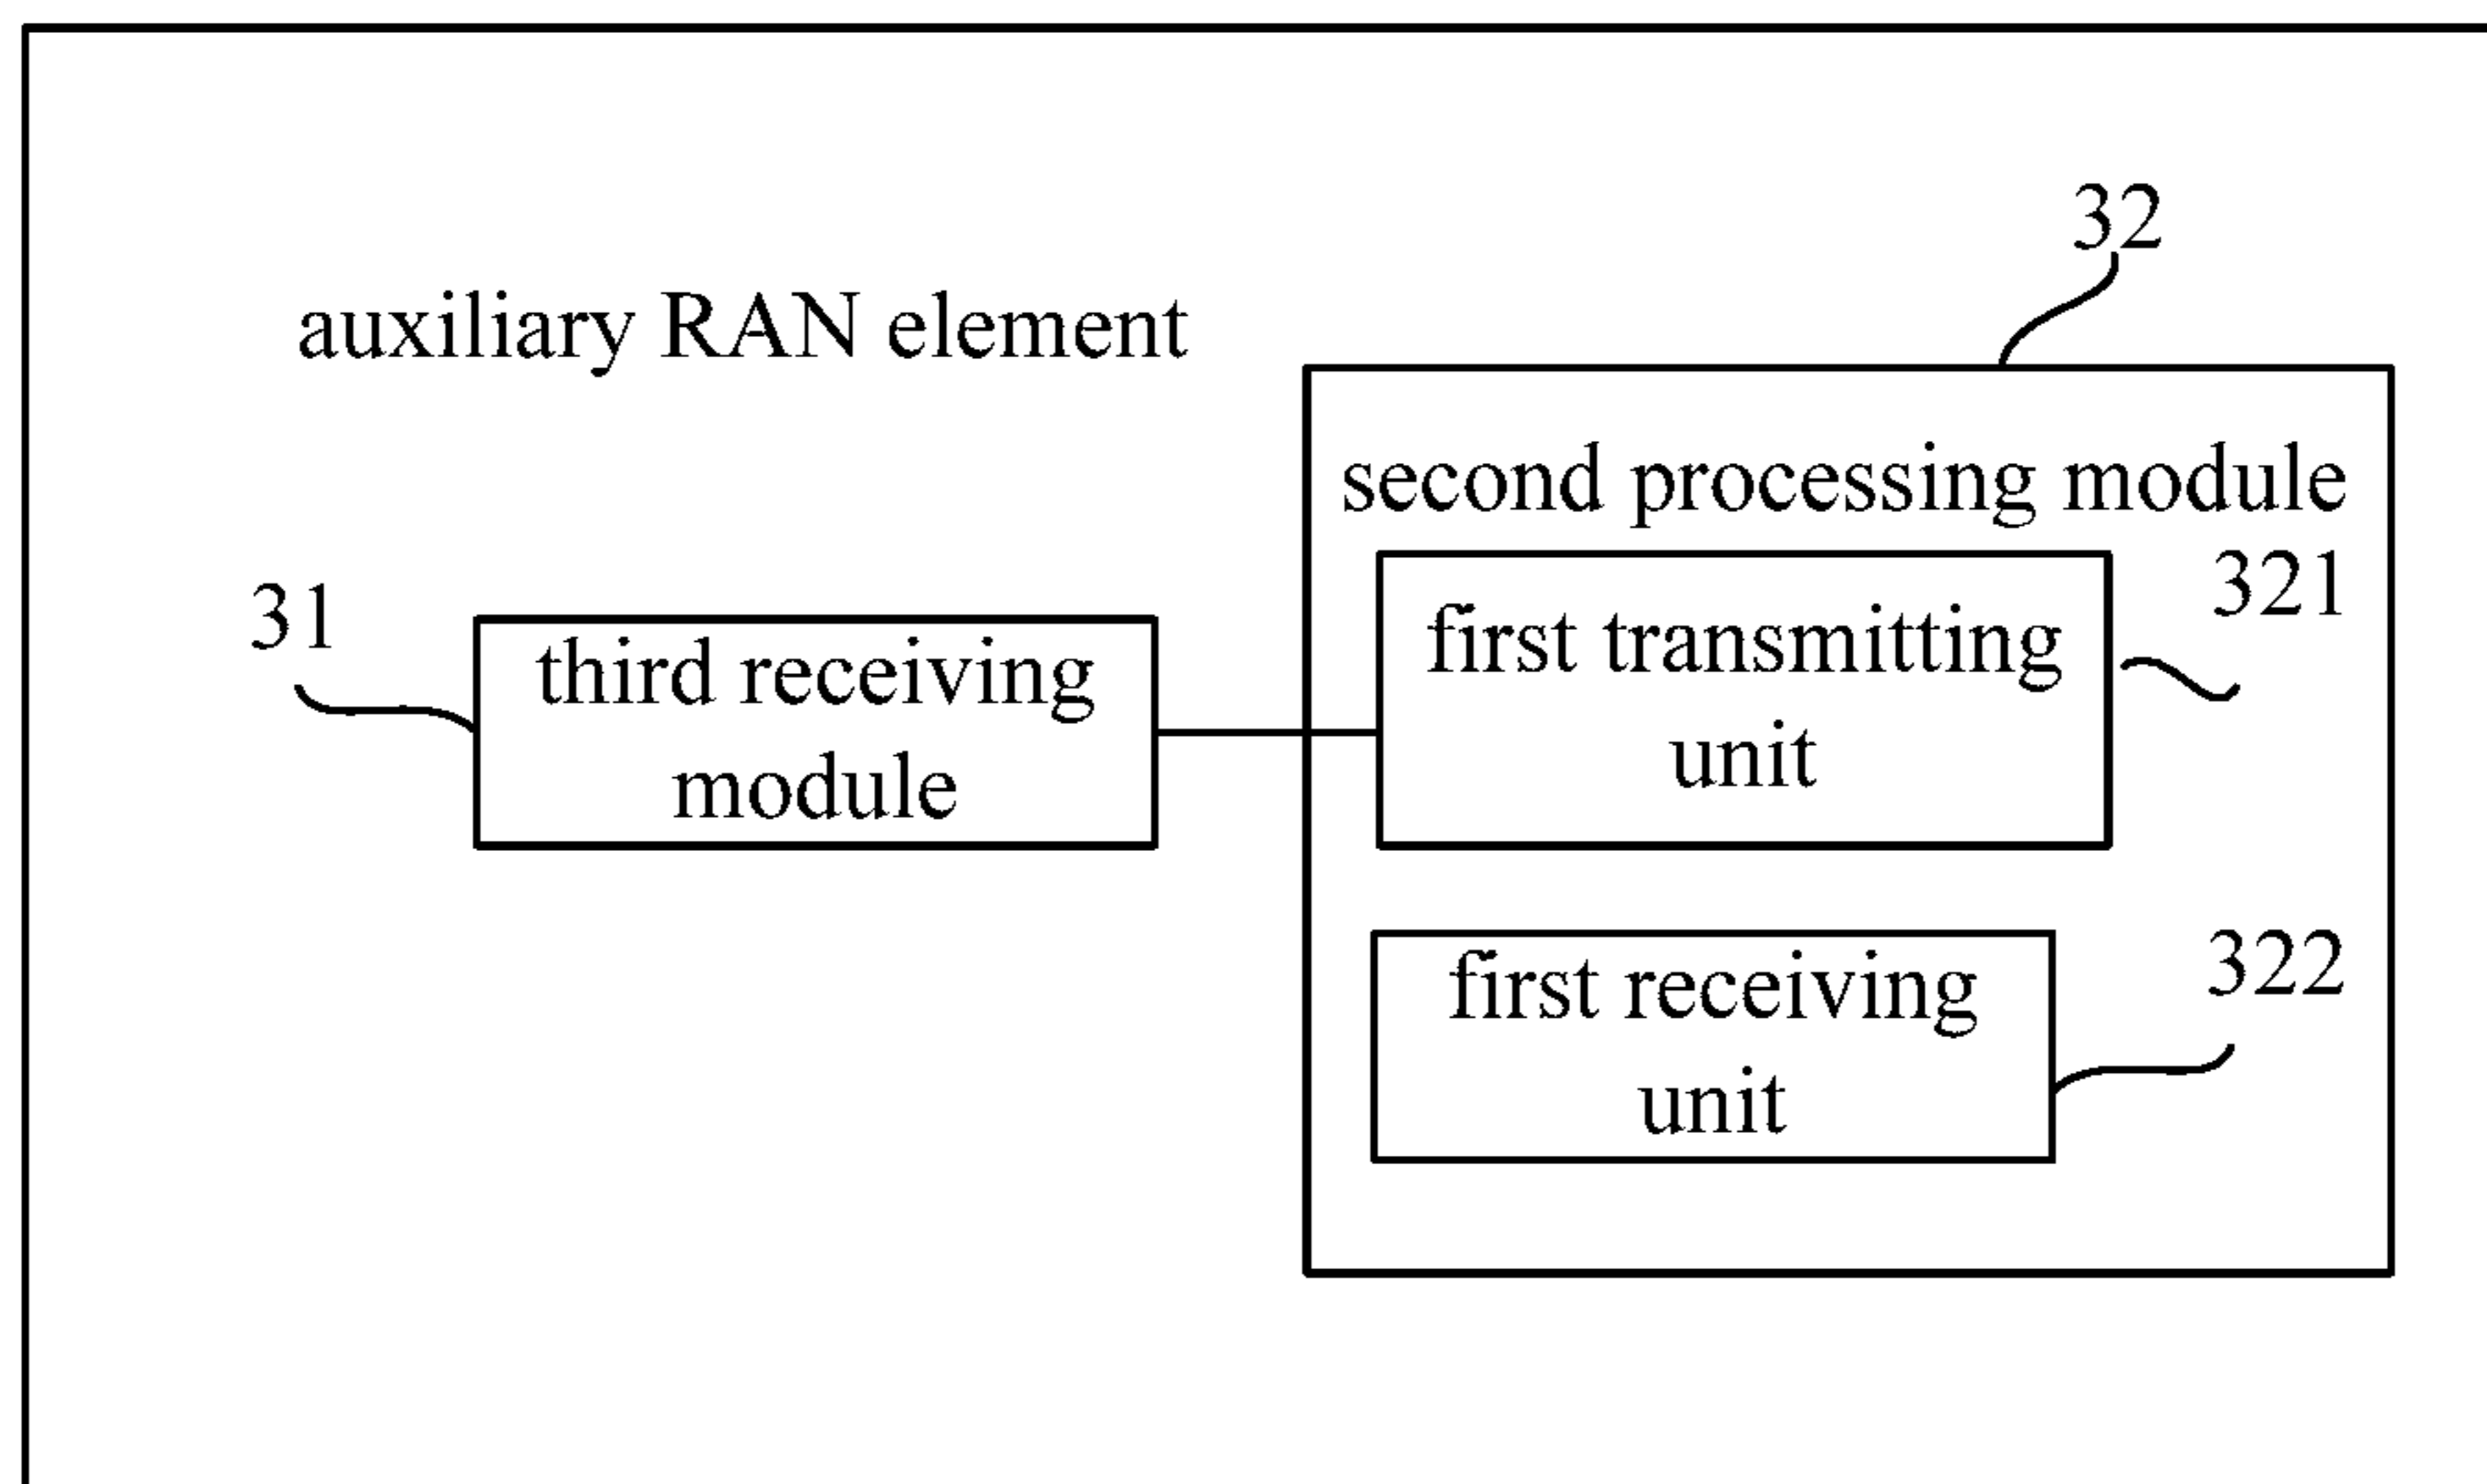 32
auxiliary RAN element
second processing module
321
31
first transmitting
unit
third receiving
module
322
first receiving
unit